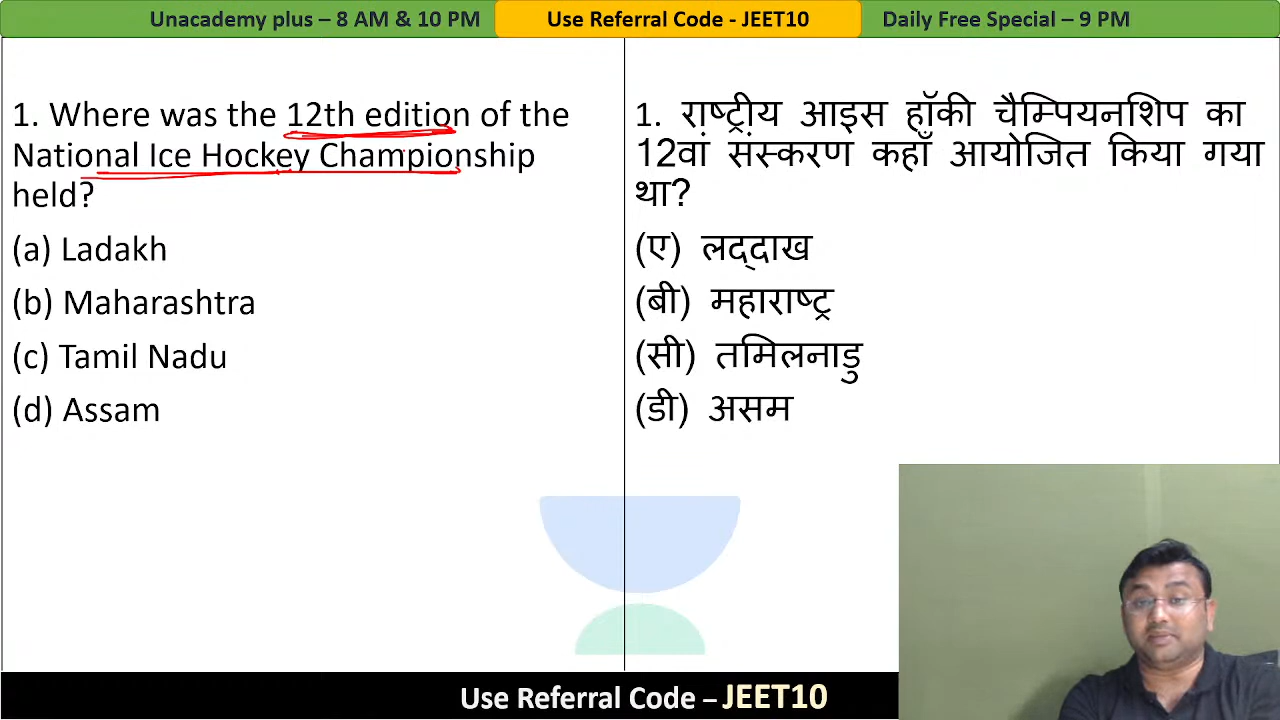 Unacademy plus – 8 AM & 10 PM
Use Referral Code - JEET10
Daily Free Special – 9 PM
1. Where was the 12th edition of the
National Ice Hockey Championship
held?
(a) Ladakh
(b) Maharashtra
(c) Tamil Nadu
(d) Assam
1. राष्ट्रीय आइस हॉकी चैम्पियनशिप का
12वां संस्करण कहाँ आयोजित किया गया
था?
(ए) लद्दाख
(बी) महाराष्ट्र
(सी) तमिलनाडु
(डी) असम
Use Referral Code – JEET10